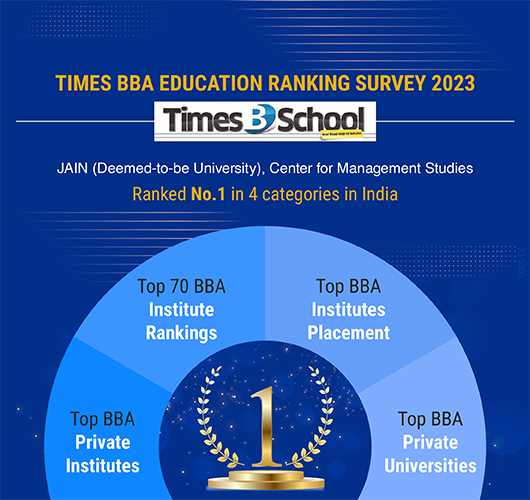 TIMES BBA EDUCATION RANKING SURVEY 2023
Times B School
JAIN (Deemed-to-be University), Center for Management Studies
Ranked No.1 in 4 categories in India
Top 70 BBA
Institute
Rankings
Top BBA
Institutes
Placement
Top BBA
Private
Institutes
1
Top BBA
Private
Universities